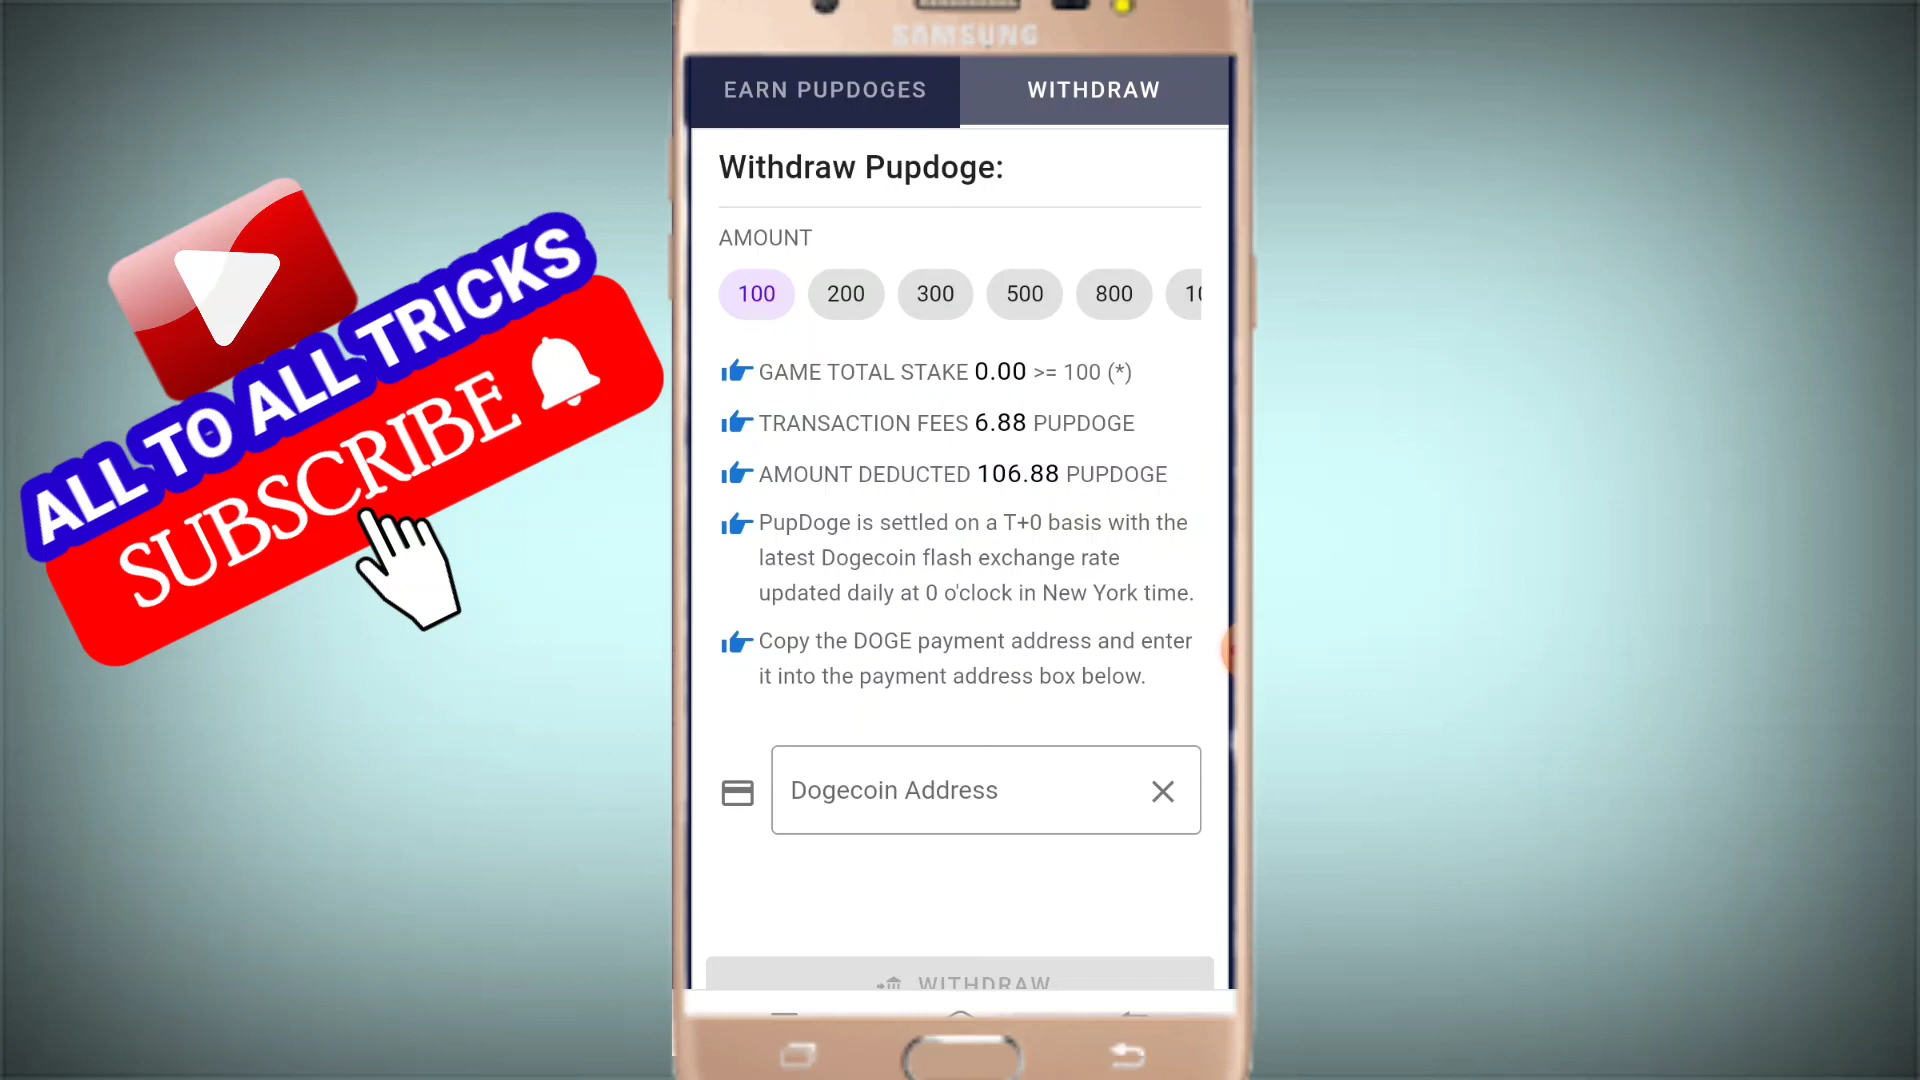 SAMSUNG
EARN PUPDOGES
WITHDRAW
Withdraw Pupdoge:
AMOUNT
100
200
300
500
800
GAME TOTAL STAKE 0.00 >= 100 (*)
TRANSACTION FEES 6.88 PUPDOGE
AMOUNT DEDUCTED 106.88 PUPDOGE
PupDoge is settled on a T+0 basis with the
latest Dogecoin flash exchange rate
updated daily at 0 o'clock in New York time.
Copy the DOGE payment address and enter
it into the payment address box below.
Dogecoin Address
WITHDRAW
ALL TO ALL TRICKS
SUBSCRIBE